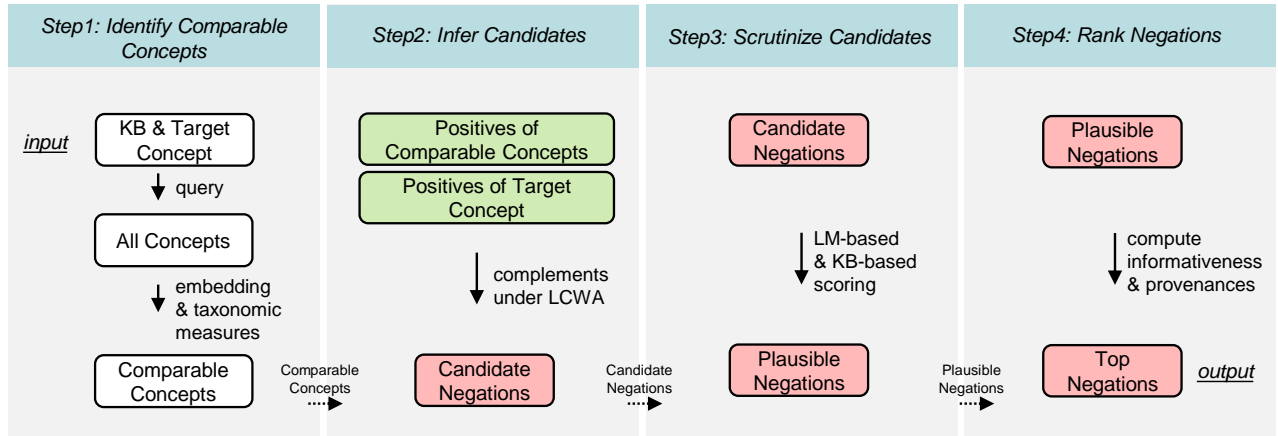 Step1: Identify Comparable
Concepts
input
KB & Target
Concept
query
All Concepts
embedding
& taxonomic
measures
Comparable
Concepts
Comparable
Concepts
Step2: Infer Candidates
Positives of
Comparable Concepts
Positives of Target
Concept
complements
under LCWA
Candidate
Negations
Candidate
Negations
Step3: Scrutinize Candidates
Candidate
Negations
LM-based
& KB-based
scoring
Plausible
Negations
Plausible
Negations
Step4: Rank Negations
Plausible
Negations
compute
informativeness
& provenances
Top
Negations
output